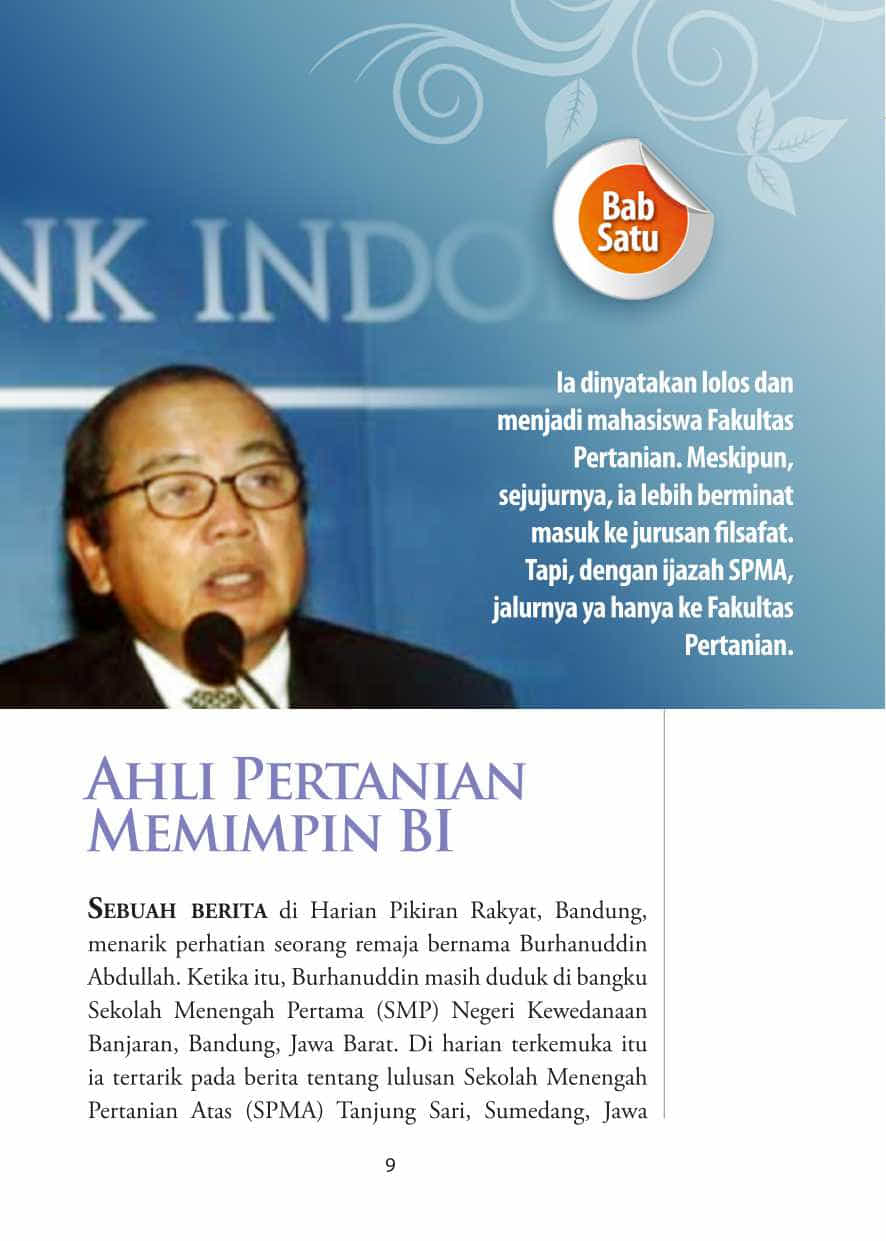 NK INDO
Bab
Satu
Ia dinyatakan lolos dan
menjadi mahasiswa Fakultas
Pertanian. Meskipun,
sejujurnya, ia lebih berminat
masuk ke jurusan filsafat.
Tapi, dengan ijazah SPMA,
jalurnya ya hanya ke Fakultas
Pertanian.
AHLI PERTANIAN
MEMIMPIN BI
SEBUAH BERITA di Harian Pikiran Rakyat, Bandung,
menarik perhatian seorang remaja bernama Burhanuddin
Abdullah. Ketika itu, Burhanuddin masih duduk di bangku
Sekolah Menengah Pertama (SMP) Negeri Kewedanaan
Banjaran, Bandung, Jawa Barat. Di harian terkemuka itu
ia tertarik pada berita tentang lulusan Sekolah Menengah
Pertanian Atas (SPMA) Tanjung Sari, Sumedang, Jawa
9